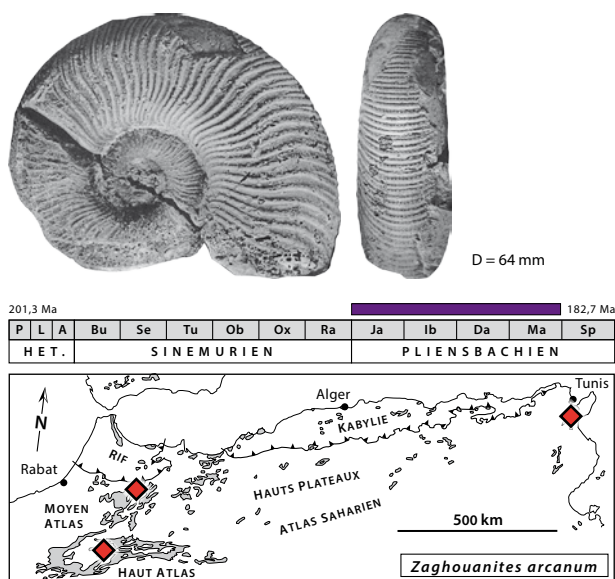 D = 64 mm
201,3 Ma 182,7 Ma
P L A Bu Se Tu Ob Ox Ra Ja Ib Da Ma Sp
HET. SINEMURIEN PLIENSBACHIEN
Tunis
Alger
N
KABYLIE
RIF
Rabat
HAUTS PLATEAUX
MOYEN
ATLAS
ATLAS SAHARIEN
500 km
HAUT ATLAS
Zaghouanites arcanum